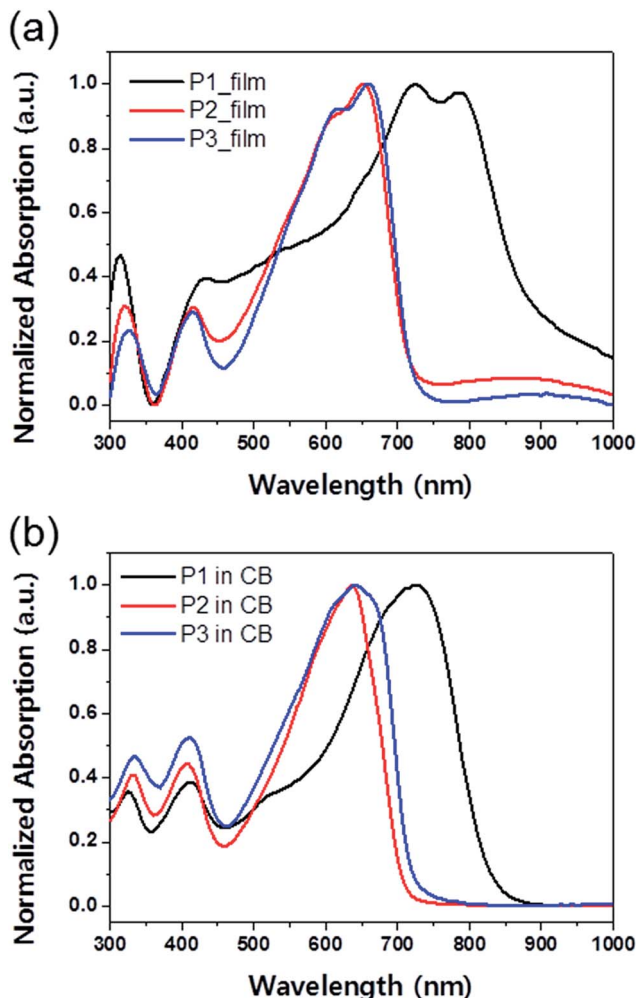 (a)
Normalized Absorption (a.u.)
1.0
0.8
0.6
0.4
0.2
0.0
P1_film
P2_film
P3_film
300 400 500 600 700 800 900 1000
Wavelength (nm)
(b)
Normalized Absorption (a.u.)
1.0
0.8
0.6
0.4
0.2
0.0
P1 in CB
P2 in CB
P3 in CB
300 400 500 600 700 800 900 1000
Wavelength (nm)